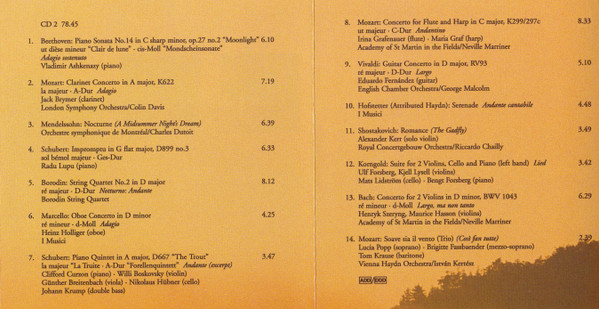 CD 2 78.45
1. Beethoven: Piano Sonata No.14 in C sharp minor, op.27 no.2 "Moonlight" 6.10
ut dièse mineur "Clair de lune" - cis-Moll "Mondscheinsonate"
Adagio sostenuto
Vladimir Ashkenazy (piano)
2. Mozart: Clarinet Concerto in A major, K622 7.19
la majeur - A-Dur Adagio
Jack Brymer (clarinet)
London Symphony Orchestra/Colin Davis
3. Mendelssohn: Nocturne (A Midsummer Night's Dream) 6.39
Orchestre symphonique de Montréal/Charles Dutoit
4. Schubert: Impromptu in G flat major, D899 no.3 6.33
sol bémol majeur - Ges-Dur
Radu Lupu (piano)
5. Borodin: String Quartet No.2 in D major 8.12
ré majeur - D-Dur Notturno: Andante
Borodin String Quartet
6. Marcello: Oboe Concerto in D minor 4.25
ré mineur - d-Moll Adagio
Heinz Holliger (oboe)
I Musici
7. Schubert: Piano Quintet in A major, D667 "The Trout" 3.47
la majeur "La Truite - A-Dur "Forellenquintett" Andante (excerpt)
Clifford Curzon (piano) - Willi Boskovsky (violin)
Günther Breitenbach (viola) - Nikolaus Hübner (cello)
Johann Krump (double bass)
8. Mozart: Concerto for Flute and Harp in C major, K299/297c 8.33
ut majeur - C-Dur Andantino
Irina Grafenauer (flute) - Maria Graf (harp)
Academy of St Martin in the Fields/Neville Marriner
9. Vivaldi: Guitar Concerto in D major, RV93 5.10
ré majeur - D-Dur Largo
Eduardo Fernández (guitar)
English Chamber Orchestra/George Malcolm
10. Hofstetter (Attributed Haydn): Serenade Andante cantabile 4.48
I Musici
11. Shostakovich: Romance (The Gadfly) 3.49
Alexander Kerr (solo violin)
Royal Concertgebouw Orchestra/Riccardo Chailly
12. Korngold: Suite for 2 Violins, Cello and Piano (left hand) Lied 3.42
Ulf Forsberg, Kjell Lysell (violins)
Mats Lidström (cello) - Bengt Forsberg (piano)
13. Bach: Concerto for 2 Violins in D minor, BWV 1043 6.29
ré mineur - d-Moll Largo, ma non tanto
Henryk Szeryng, Maurice Hasson (violins)
Academy of St Martin in the Fields/Neville Marriner
14. Mozart: Soave sia il vento (Trio) (Così fan tutte)
Lucia Popp (soprano) - Brigitte Fassbaender (mezzo-soprano)
Tom Krause (baritone)
Vienna Haydn Orchestra/István Kertész
ADD/DDD